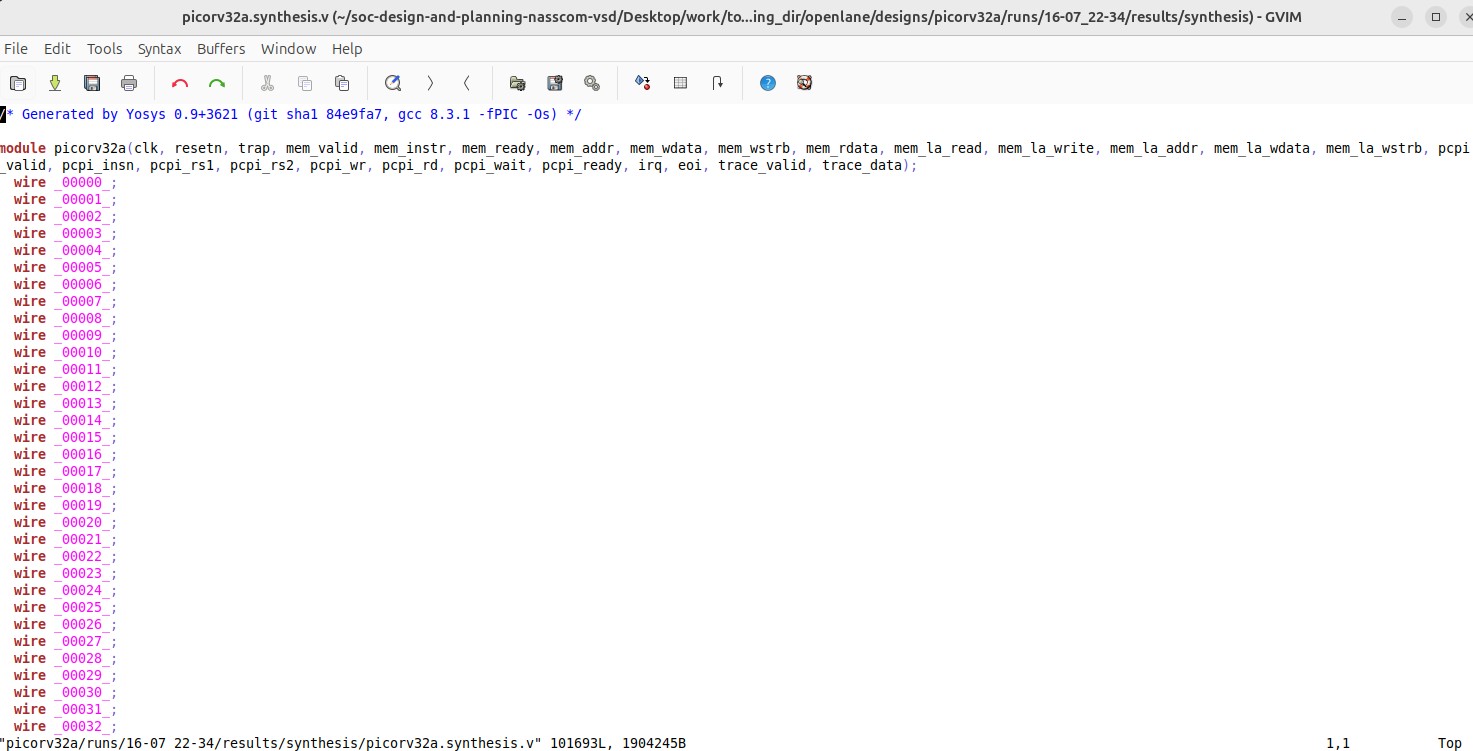 picorv32a.synthesis.v (~/soc-design-and-planning-nasscom-vsd/Desktop/work/to...ing_dir/openlane/designs/picorv32a/runs/16-07_22-34/results/synthesis) - GVIM
File Edit Tools Syntax Buffers Window Help
/* Generated by Yosys 0.9+3621 (git sha1 84e9fa7, gcc 8.3.1 -fPIC -Os) */
module picorv32a(clk, resetn, trap, mem_valid, mem_instr, mem_ready, mem_addr, mem_wdata, mem_wstrb, mem_rdata, mem_la_read, mem_la_write, mem_la_addr, mem_la_wdata, mem_la_wstrb, pcpi
_valid, pcpi_insn, pcpi_rs1, pcpi_rs2, pcpi_wr, pcpi_rd, pcpi_wait, pcpi_ready, irq, eoi, trace_valid, trace_data);
wire _00000_;
wire _00001_;
wire _00002_;
wire _00003_;
wire _00004_;
wire _00005_;
wire _00006_;
wire _00007_;
wire _00008_;
wire _00009_;
wire _00010_;
wire _00011_;
wire _00012_;
wire _00013_;
wire _00014_;
wire _00015_;
wire _00016_;
wire _00017_;
wire _00018_;
wire _00019_;
wire _00020_;
wire _00021_;
wire _00022_;
wire _00023_;
wire _00024_;
wire _00025_;
wire _00026_;
wire _00027_;
wire _00028_;
wire _00029_;
wire _00030_;
wire _00031_;
wire _00032_;
"picorv32a/runs/16-07 22-34/results/synthesis/picorv32a.synthesis.v" 101693L, 1904245B 1,1 Top